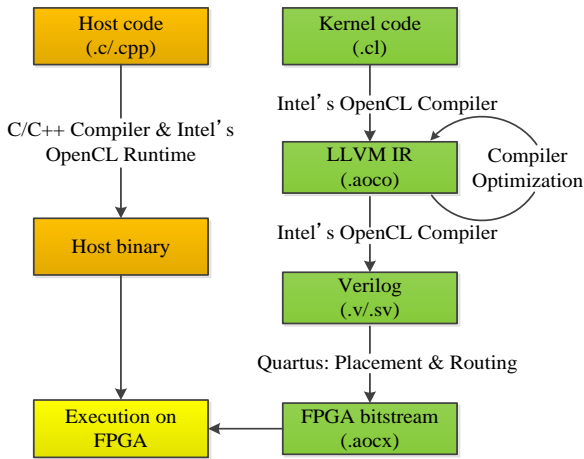 Host code
(.c/.cpp)
C/C++ Compiler & Intel’s
OpenCL Runtime
Host binary
Execution on
FPGA
Kernel code
(.cl)
Intel’s OpenCL Compiler
LLVM IR
(.aoco)
Compiler
Optimization
Intel’s OpenCL Compiler
Verilog
(.v/.sv)
Quartus: Placement & Routing
FPGA bitstream
(.aocx)